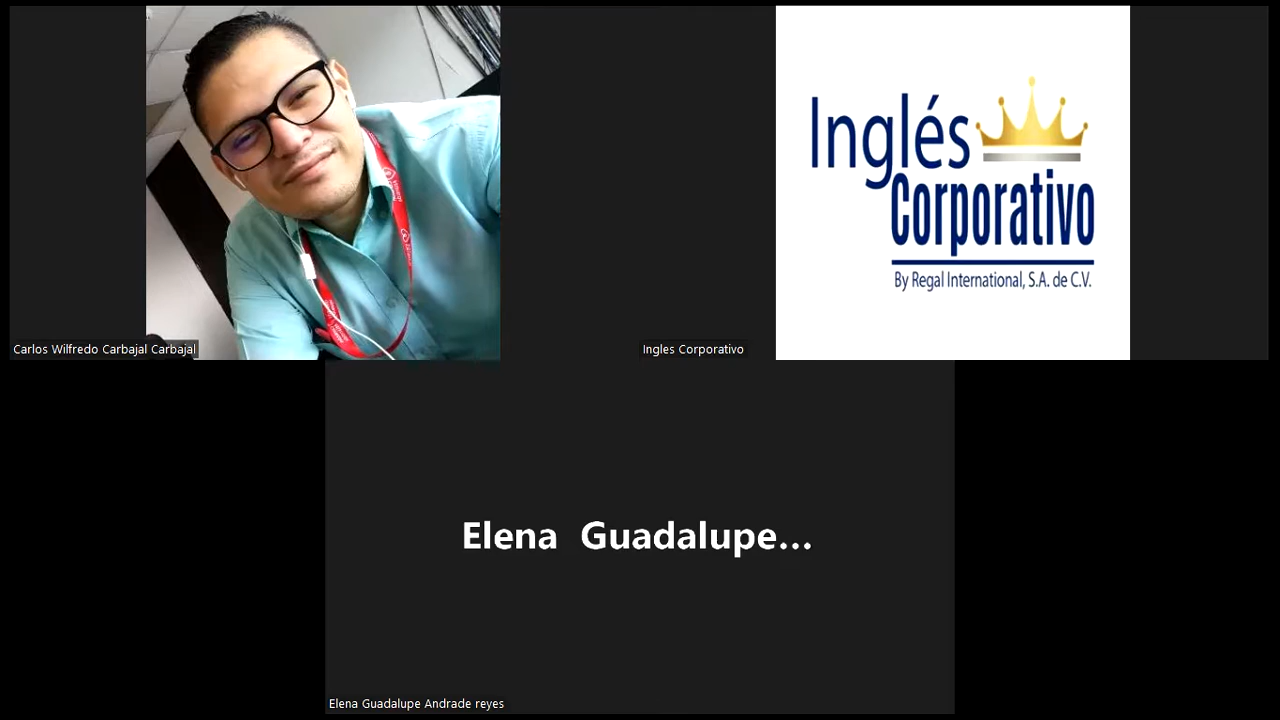 Inglés
Corporativo
By Regal International, S.A. de C.V.
Carlos Wilfredo Carbajal Carbajal
Ingles Corporativo
Elena Guadalupe...
Elena Guadalupe Andrade reyes